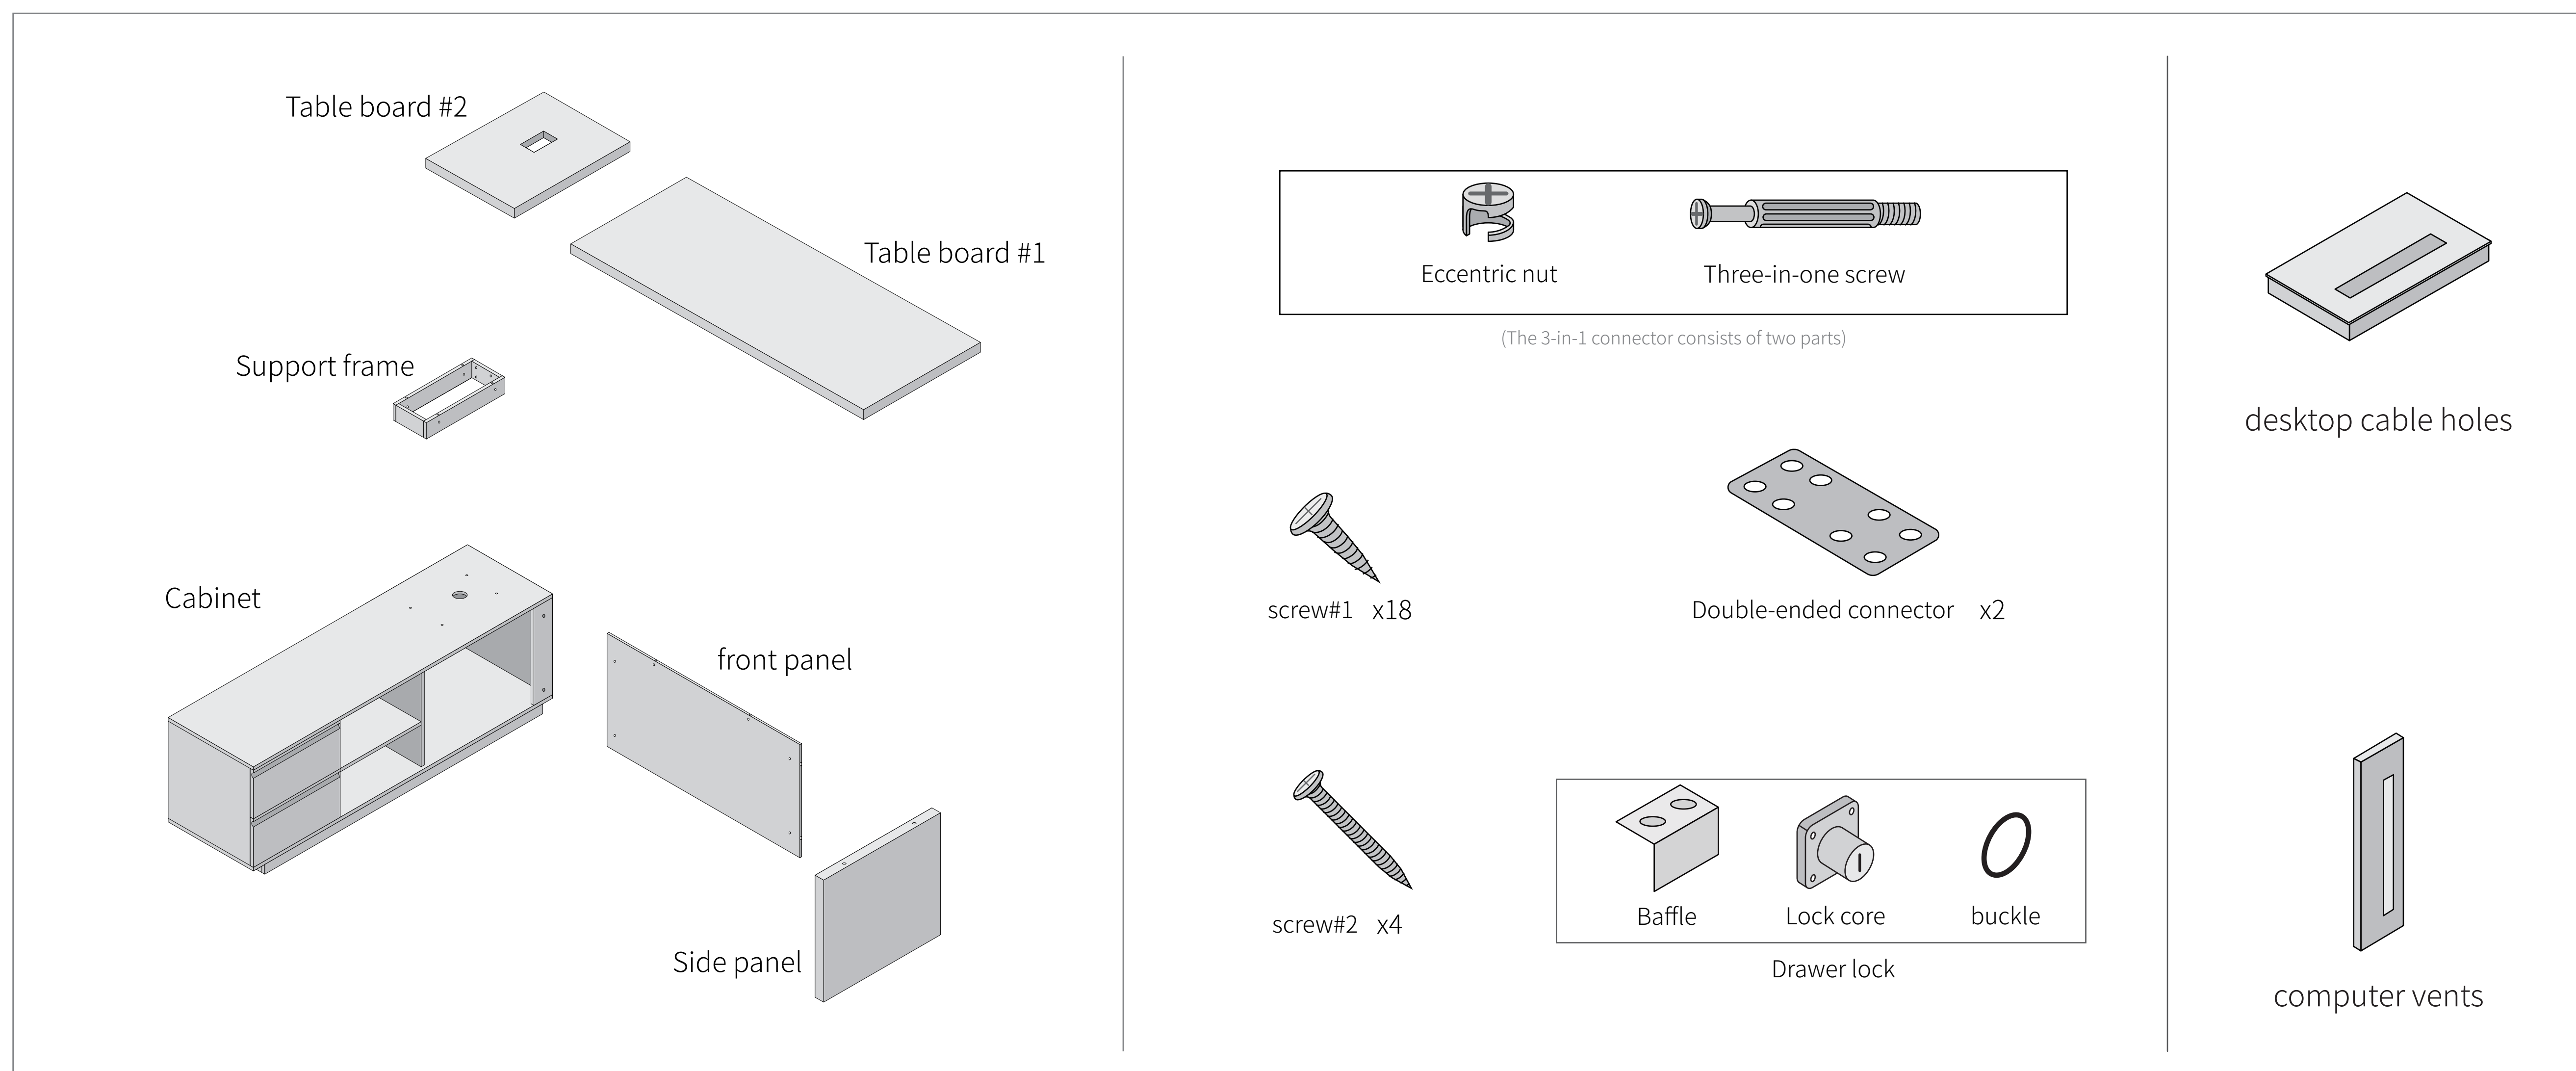 Table board #2
Table board #1
Support frame
Cabinet
front panel
Side panel
Eccentric nut
Three-in-one screw
(The 3-in-1 connector consists of two parts)
screw#1 x18
Double-ended connector x2
screw#2 x4
Baffle
Lock core
buckle
Drawer lock
desktop cable holes
computer vents